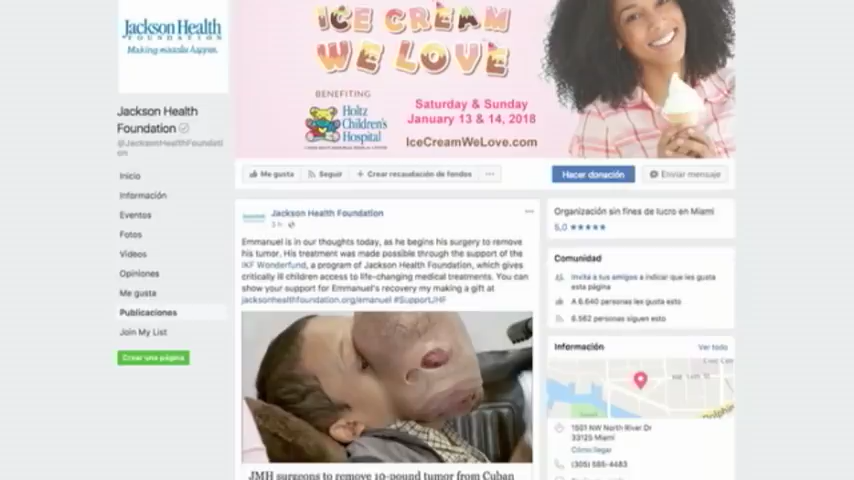 Jackson Health
FOUNDATION
Making miracles happen.
ICE CREAM
WE LOVE
BENEFITING
Holtz
Children's
Hospital
Saturday & Sunday
January 13 & 14, 2018
IceCreamWeLove.com
Jackson Health
Foundation
@JacksonHealthFoundati
on
Me gusta
Seguir
+ Crear recaudación de fondos
...
Hacer donación
Enviar mensaje
Inicio
Información
Eventos
Fotos
Videos
Opiniones
Me gusta
Publicaciones
Join My List
Crear una página
Jackson Health Foundation
3 h
Emmanuel is in our thoughts today, as he begins his surgery to remove
his tumor. His treatment was made possible through the support of the
IKF Wonderfund, a program of Jackson Health Foundation, which gives
critically ill children access to life-changing medical treatments. You can
show your support for Emmanuel's recovery my making a gift at
jacksonhealthfoundation.org/emanuel #SupportJHF
JMH surgeons to remove 10-pound tumor from Cuban
Organización sin fines de lucro en Miami
5,0 ★★★★★
Comunidad
Invita a tus amigos a indicar que les gusta
esta página
A 6.640 personas les gusta esto
6.562 personas siguen esto
Información
Ver todo
NW 14th St
Dolphin
1501 NW North River Dr
33125 Miami
Cómo llegar
(305) 585-4483